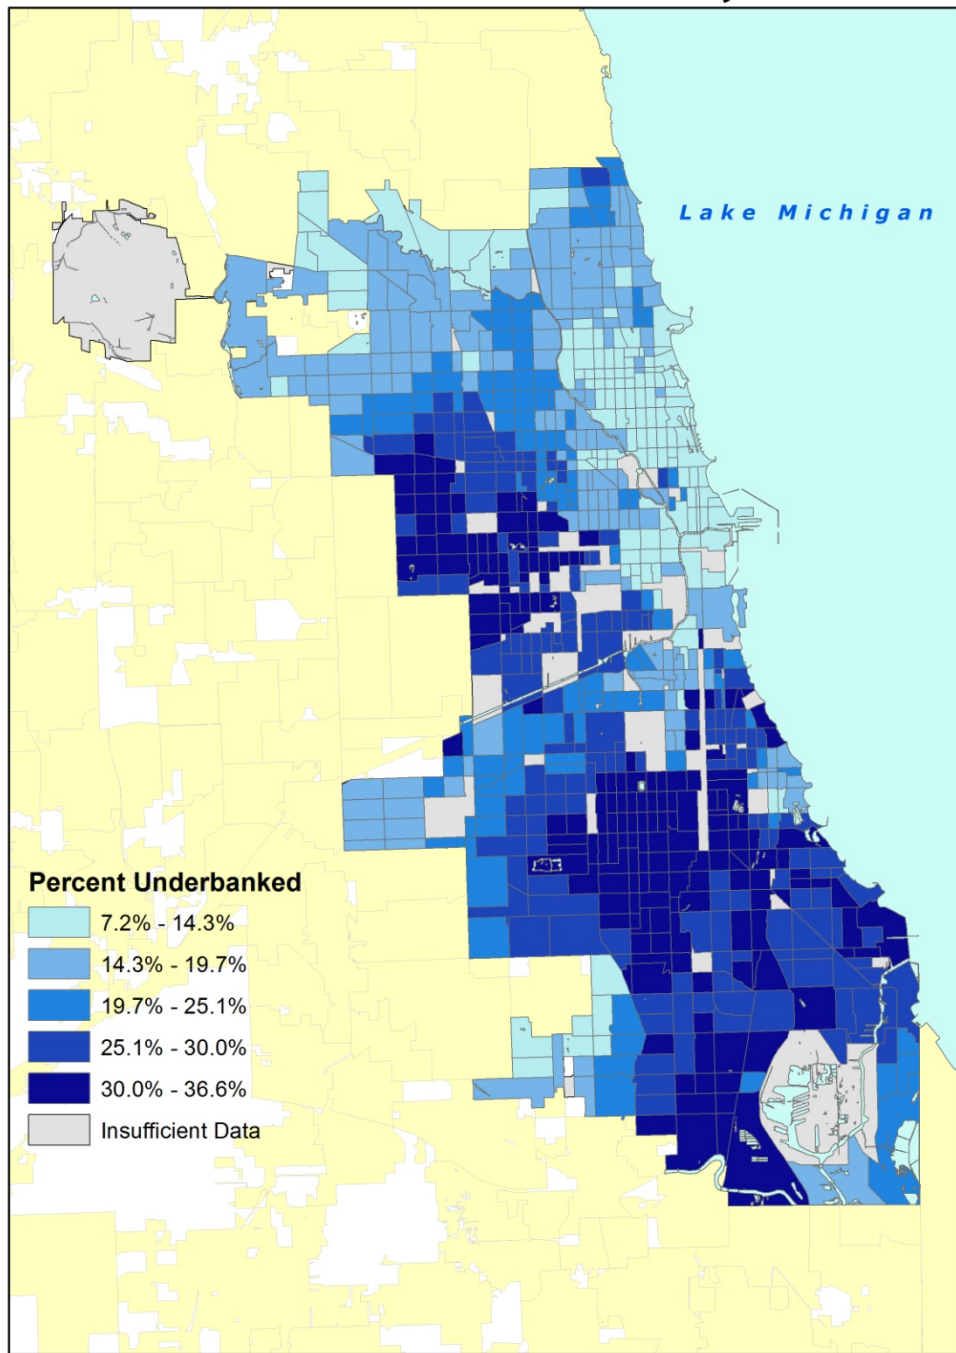 Lake Michigan
Percent Underbanked
7.2% - 14.3%
14.3% - 19.7%
19.7% - 25.1%
25.1% - 30.0%
30.0% - 36.6%
Insufficient Data